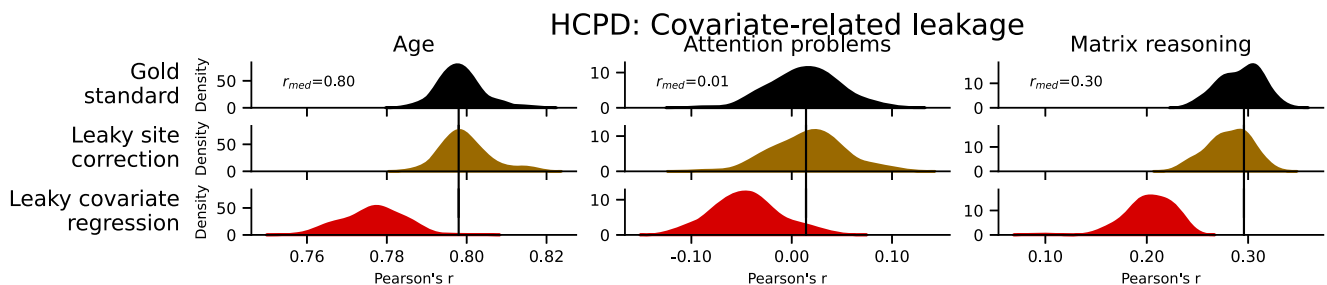 HCPD: Covariate-related leakage
Age
Attention problems
Matrix reasoning
Gold
standard
Density
50
0
r_med=0.80
10
0
r_med=0.01
10
0
r_med=0.30
Leaky site
correction
Density
50
0
10
0
10
0
Leaky covariate
regression
Density
50
0
10
0
10
0
0.76
0.78
0.80
0.82
-0.10
0.00
0.10
0.10
0.20
0.30
Pearson's r
Pearson's r
Pearson's r